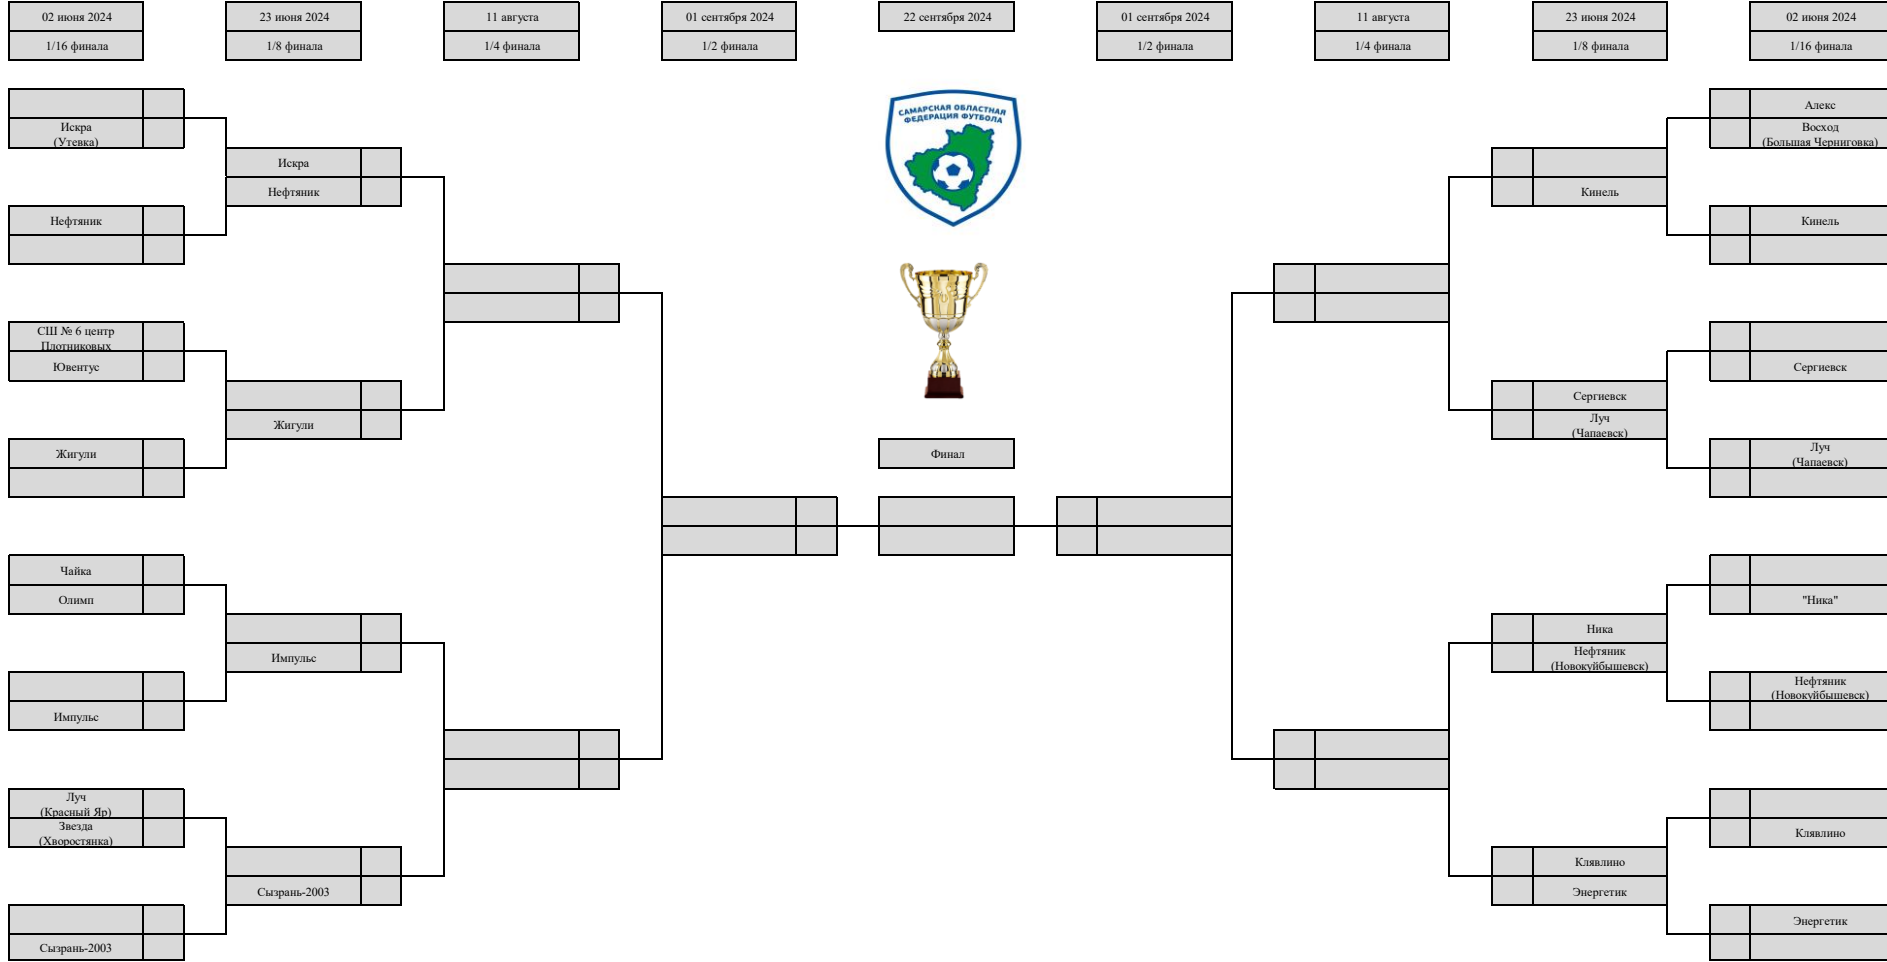 02 июня 2024
23 июня 2024
11 августа
01 сентября 2024
22 сентября 2024
01 сентября 2024
11 августа
23 июня 2024
02 июня 2024
1/16 финала
1/8 финала
1/4 финала
1/2 финала
1/2 финала
1/4 финала
1/8 финала
1/16 финала
САМАРСКАЯ ОБЛАСТНАЯ
ФЕДЕРАЦИЯ ФУТБОЛА
Искра
(Утевка)
Искра
Нефтяник
Нефтяник
СШ № 6 центр
Плотниковых
Ювентус
Жигули
Жигули
Чайка
Олимп
Импульс
Импульс
Луч
(Красный Яр)
Звезда
(Хворостянка)
Сызрань-2003
Сызрань-2003
Финал
Алекс
Восход
(Большая Черниговка)
Кинель
Кинель
Сергиевск
Сергиевск
Луч
(Чапаевск)
Луч
(Чапаевск)
"Ника"
Ника
Нефтяник
(Новокуйбышевск)
Нефтяник
(Новокуйбышевск)
Клявлино
Клявлино
Энергетик
Энергетик